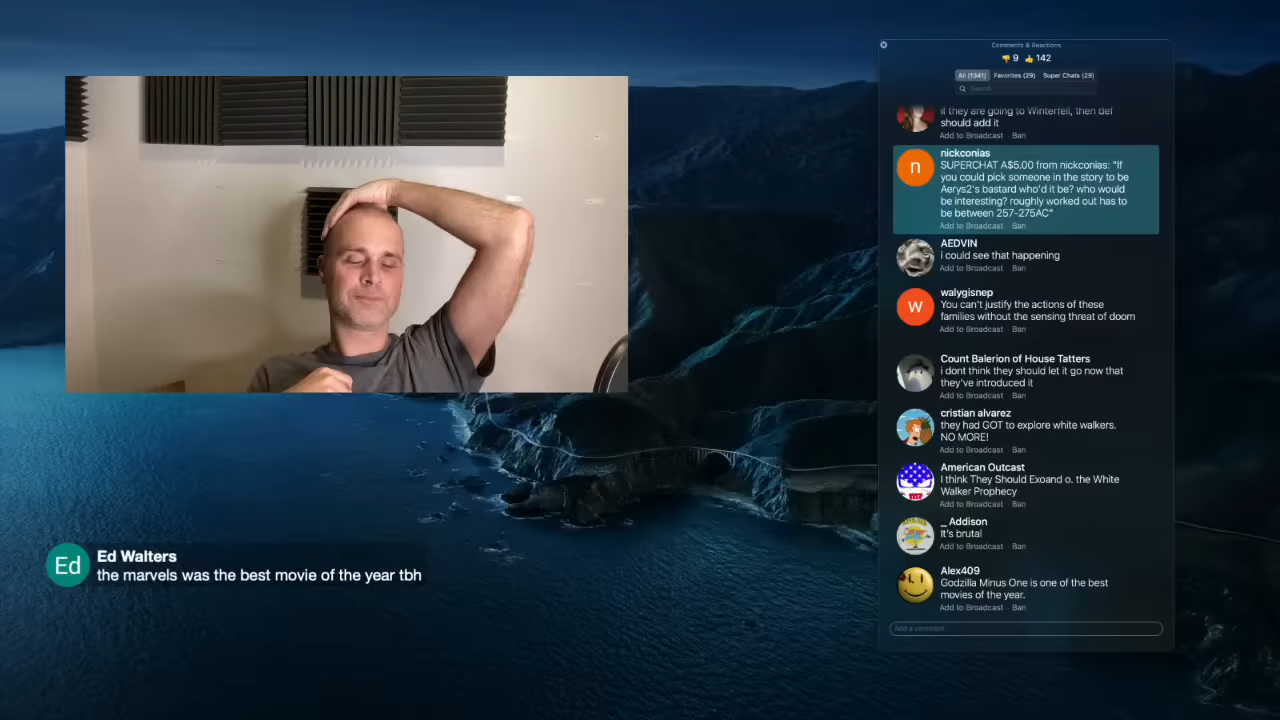 Comments & Reactions
👎 9 👍 142
All (1341) Favorites (29) Super Chats (29)
Search
if they are going to Winterfell, then def
should add it
Add to Broadcast · Ban
n
nickconias
SUPERCHAT A$5.00 from nickconias: "If
you could pick someone in the story to be
Aerys2's bastard who'd it be? who would
be interesting? roughly worked out has to
be between 257-275AC"
Add to Broadcast · Ban
AEDVIN
i could see that happening
Add to Broadcast · Ban
w
walygisnep
You can't justify the actions of these
families without the sensing threat of doom
Add to Broadcast · Ban
Count Balerion of House Tatters
i dont think they should let it go now that
they've introduced it
Add to Broadcast · Ban
cristian alvarez
they had GOT to explore white walkers.
NO MORE!
Add to Broadcast · Ban
American Outcast
I think They Should Exoand o. the White
Walker Prophecy
Add to Broadcast · Ban
_ Addison
It's brutal
Add to Broadcast · Ban
Alex409
Godzilla Minus One is one of the best
movies of the year.
Add to Broadcast · Ban
Add a comment
Ed
Ed Walters
the marvels was the best movie of the year tbh